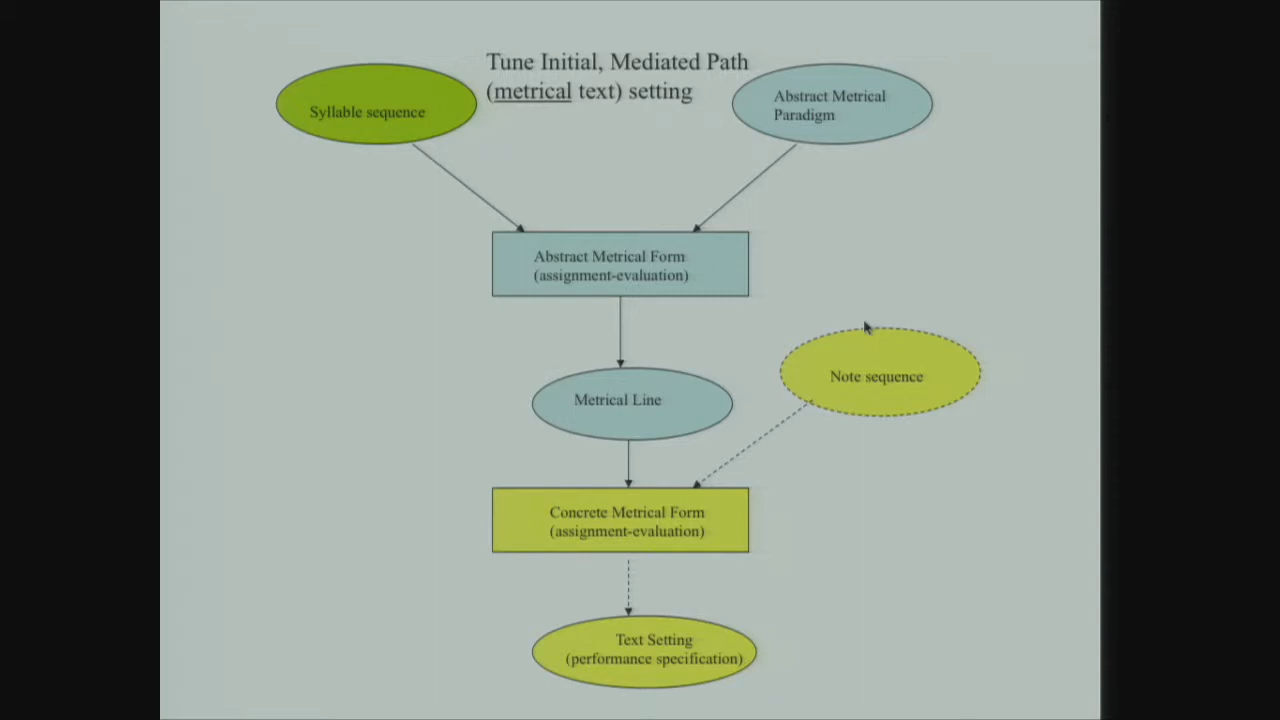 Tune Initial, Mediated Path
(metrical text) setting
Syllable sequence
Abstract Metrical
Paradigm
Abstract Metrical Form
(assignment-evaluation)
Note sequence
Metrical Line
Concrete Metrical Form
(assignment-evaluation)
Text Setting
(performance specification)